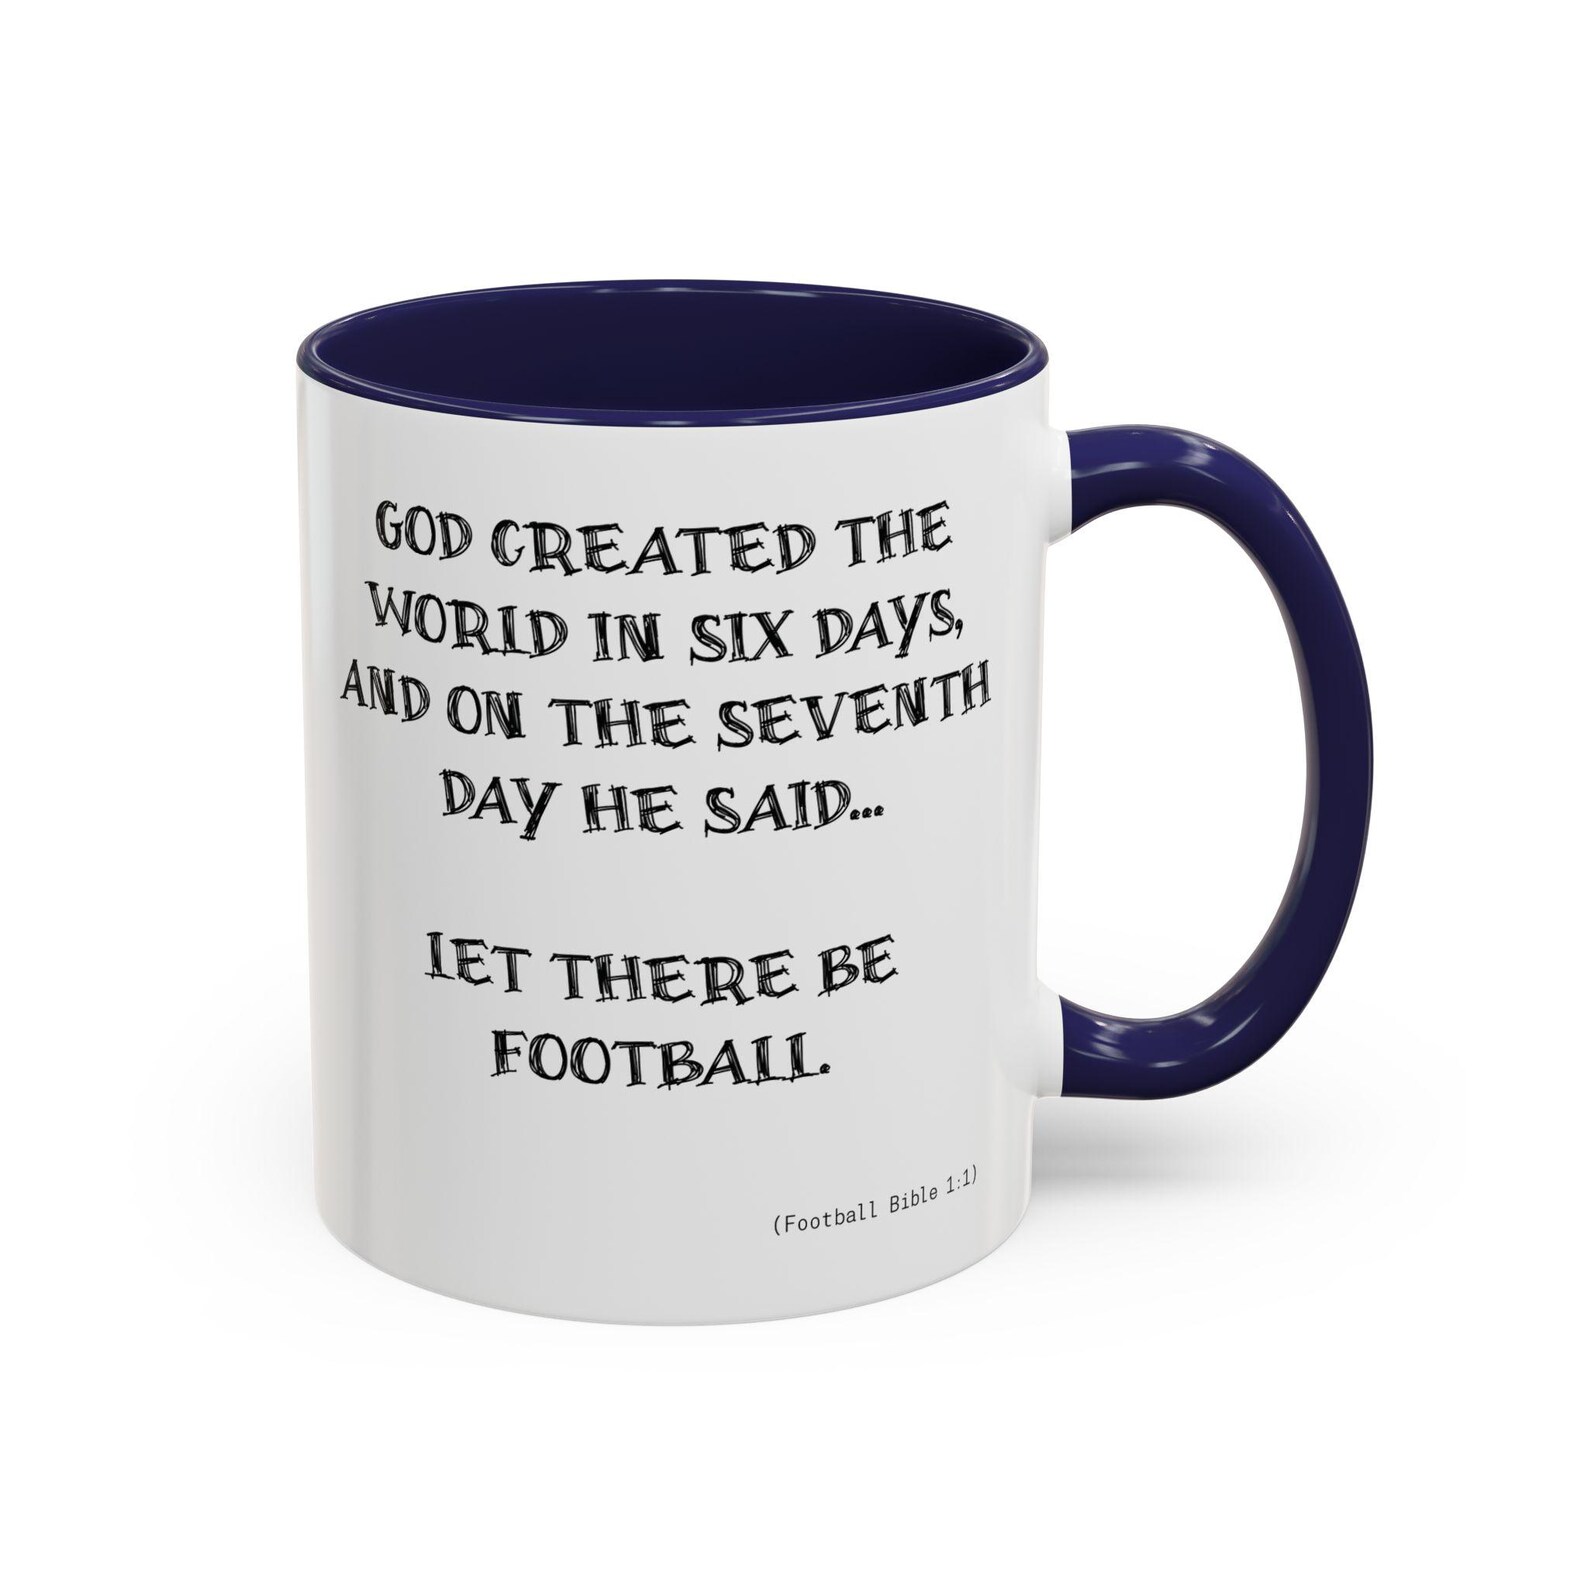 GOD CREATED THE
WORLD IN SIX DAYS,
AND ON THE SEVENTH
DAY HE SAID...
LET THERE BE
FOOTBALL.
(Football Bible 1:1)